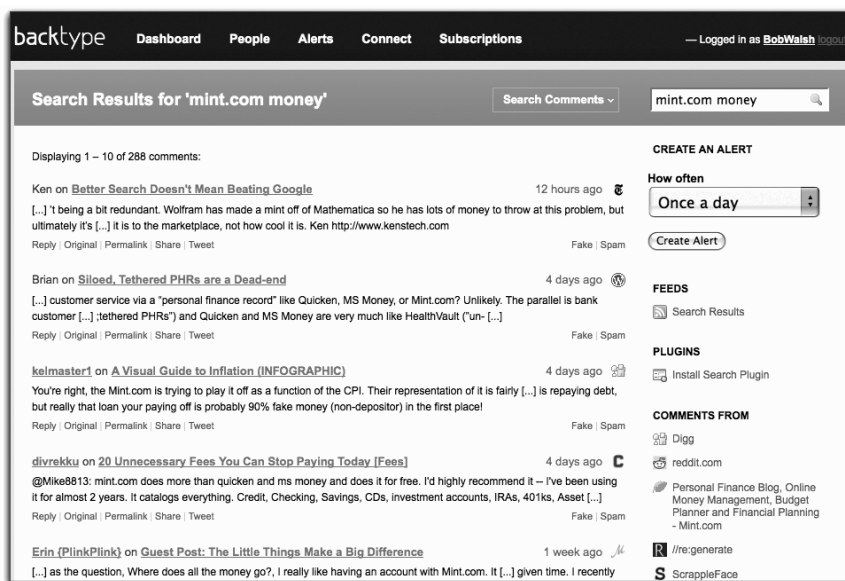 backtype Dashboard People Alerts Connect Subscriptions — Logged in as BobWalsh logout
Search Results for 'mint.com money' Search Comments mint.com money
Displaying 1 – 10 of 288 comments:
Ken on Better Search Doesn't Mean Beating Google 12 hours ago
[...] 't being a bit redundant. Wolfram has made a mint off of Mathematica so he has lots of money to throw at this problem, but
ultimately it's [...] it is to the marketplace, not how cool it is. Ken http://www.kenstech.com
Reply | Original | Permalink | Share | Tweet Fake | Spam
Brian on Siloed, Tethered PHRs are a Dead-end 4 days ago
[...] customer service via a "personal finance record" like Quicken, MS Money, or Mint.com? Unlikely. The parallel is bank
customer [...] ;tethered PHRs") and Quicken and MS Money are very much like HealthVault ("un- [...]
Reply | Original | Permalink | Share | Tweet Fake | Spam
kelmaster1 on A Visual Guide to Inflation (INFOGRAPHIC) 4 days ago
You're right, the Mint.com is trying to play it off as a function of the CPI. Their representation of it is fairly [...] is repaying debt,
but really that loan your paying off is probably 90% fake money (non-depositor) in the first place!
Reply | Original | Permalink | Share | Tweet Fake | Spam
divrekku on 20 Unnecessary Fees You Can Stop Paying Today [Fees] 4 days ago
@Mike8813: mint.com does more than quicken and ms money and does it for free. I'd highly recommend it -- I've been using
it for almost 2 years. It catalogs everything. Credit, Checking, Savings, CDs, investment accounts, IRAs, 401ks, Asset [...]
Reply | Original | Permalink | Share | Tweet Fake | Spam
Erin {PlinkPlink} on Guest Post: The Little Things Make a Big Difference 1 week ago
[...] as the question, Where does all the money go?, I really like having an account with Mint.com. It [...] given time. I recently
CREATE AN ALERT
How often
Once a day
Create Alert
FEEDS
Search Results
PLUGINS
Install Search Plugin
COMMENTS FROM
Digg
reddit.com
Personal Finance Blog, Online
Money Management, Budget
Planner and Financial Planning
- Mint.com
//re:generate
ScrappleFace